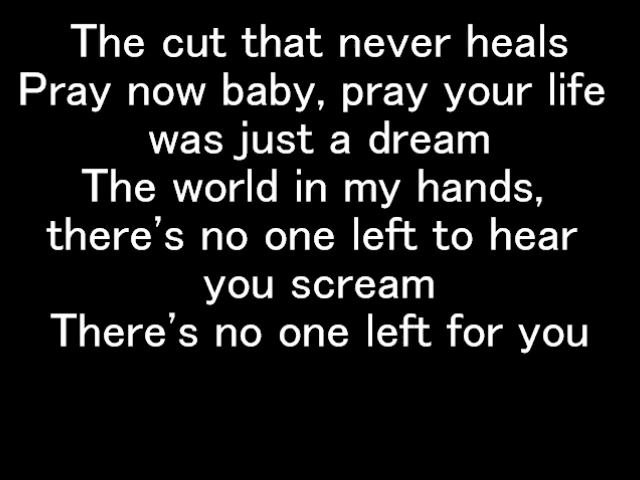 The cut that never heals
Pray now baby, pray your life
was just a dream
The world in my hands,
there's no one left to hear
you scream
There's no one left for you